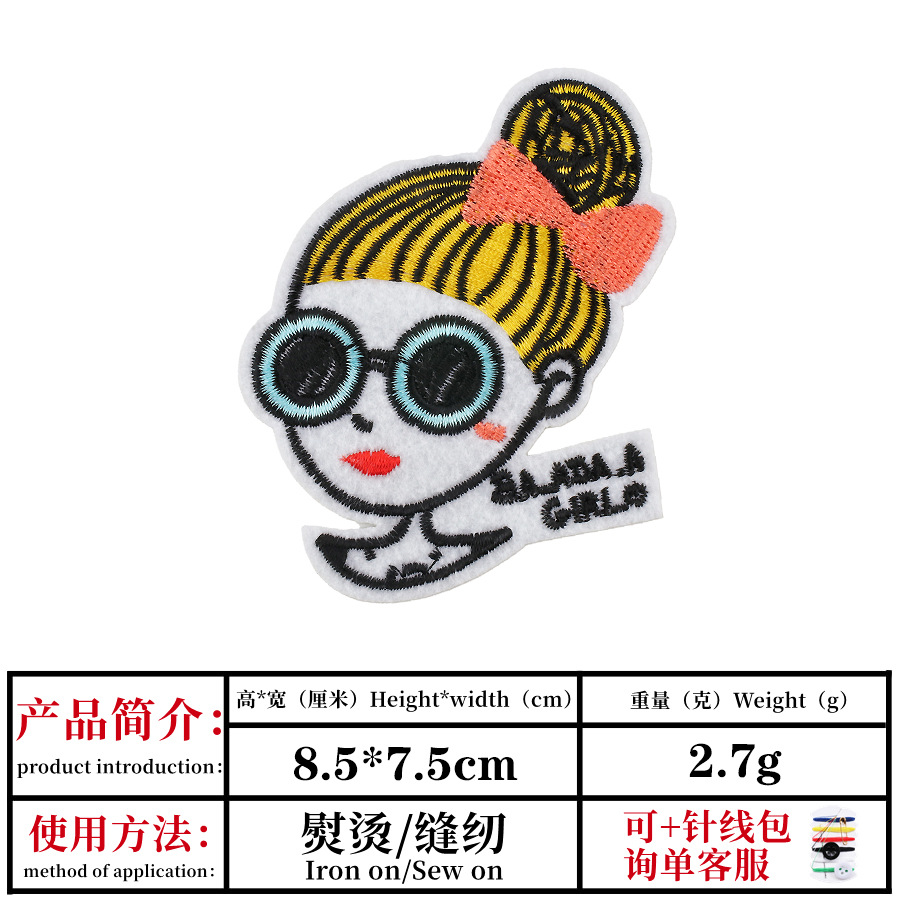 GIRLS
产品简介：
product introduction：
高*宽（厘米）Height*width（cm）
重量（克）Weight（g）
8.5*7.5cm
2.7g
使用方法：
method of application：
熨烫/缝纫
Iron on/Sew on
可+针线包
询单客服